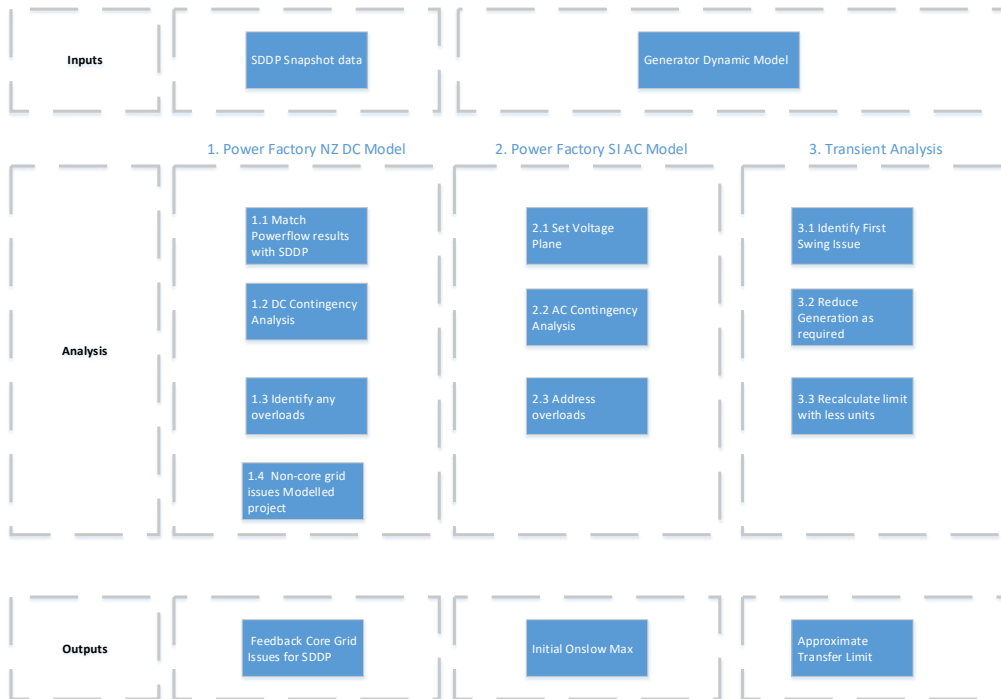 Inputs
SDDP Snapshot data
Generator Dynamic Model
1. Power Factory NZ DC Model
2. Power Factory SI AC Model
3. Transient Analysis
Analysis
1.1 Match
Powerflow results
with SDDP
1.2 DC Contingency
Analysis
1.3 Identify any
overloads
1.4 Non-core grid
issues Modelled
project
2.1 Set Voltage
Plane
2.2 AC Contingency
Analysis
2.3 Address
overloads
3.1 Identify First
Swing Issue
3.2 Reduce
Generation as
required
3.3 Recalculate limit
with less units
Outputs
Feedback Core Grid
Issues for SDDP
Initial Onslow Max
Approximate
Transfer Limit